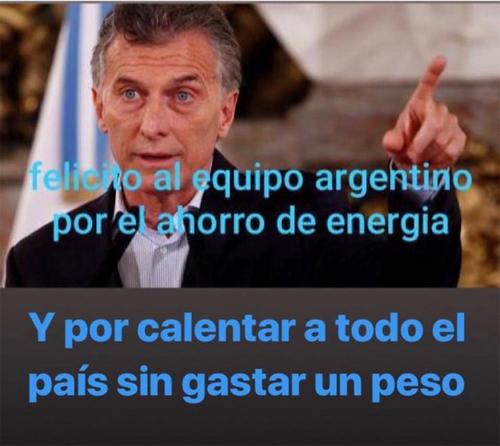 felicito al equipo argentino
por el ahorro de energia
Y por calentar a todo el
país sin gastar un peso